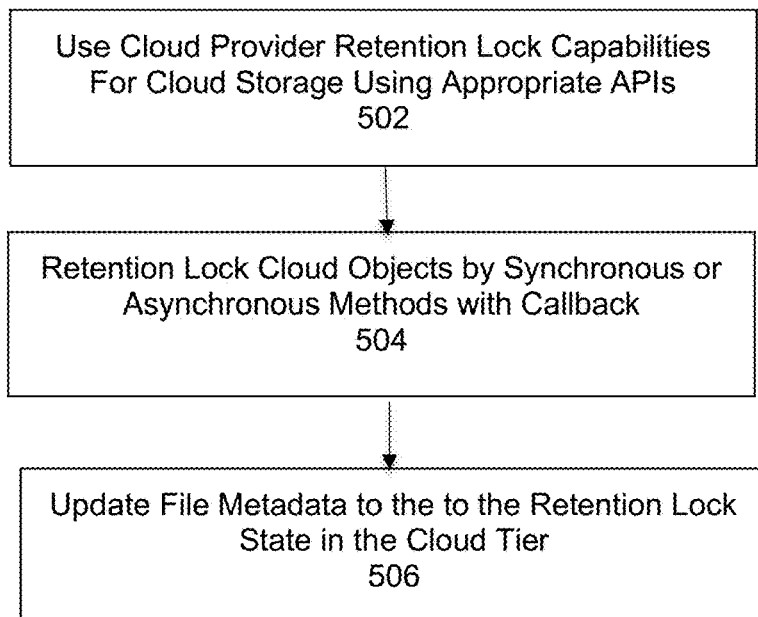 Use Cloud Provider Retention Lock Capabilities
For Cloud Storage Using Appropriate APIs
502
Retention Lock Cloud Objects by Synchronous or
Asynchronous Methods with Callback
504
Update File Metadata to the to the Retention Lock
State in the Cloud Tier
506